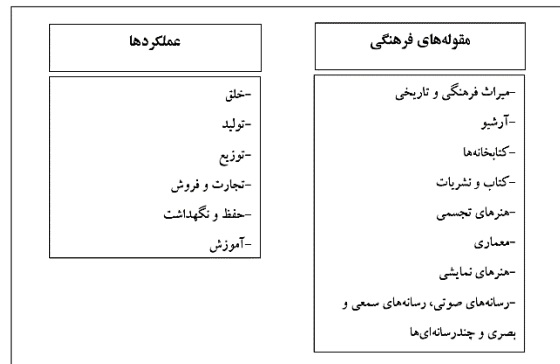 مقوله‌های فرهنگی
-میراث فرهنگی و تاریخی
-آرشیو
-کتابخانه‌ها
-کتاب و نشریات
-هنرهای تجسمی
-معماری
-هنرهای نمایشی
-رسانه‌های صوتی، رسانه‌های سمعی و
بصری و چندرسانه‌ای‌ها
عملکردها
-خلق
-تولید
-توزیع
-تجارت و فروش
-حفظ و نگهداشت
-آموزش